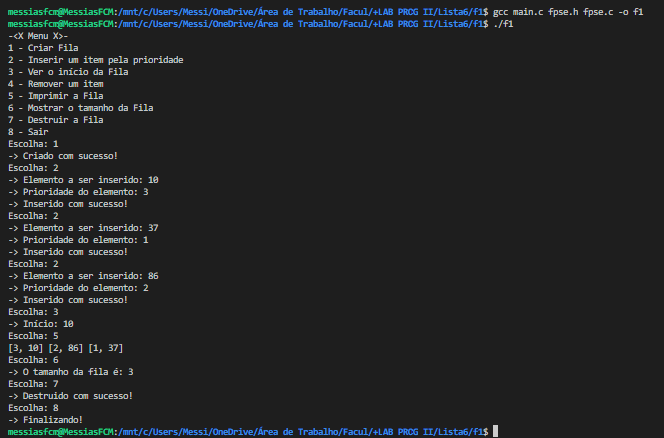 messiasfcm@MessiasFCM:/mnt/c/Users/Messi/OneDrive/Área de Trabalho/Facul/+LAB PRCG II/Lista6/f1$ gcc main.c fpse.h fpse.c -o f1
messiasfcm@MessiasFCM:/mnt/c/Users/Messi/OneDrive/Área de Trabalho/Facul/+LAB PRCG II/Lista6/f1$ ./f1
-<X Menu X>-
1 - Criar Fila
2 - Inserir um item pela prioridade
3 - Ver o início da Fila
4 - Remover um item
5 - Imprimir a Fila
6 - Mostrar o tamanho da Fila
7 - Destruir a Fila
8 - Sair
Escolha: 1
-> Criado com sucesso!
Escolha: 2
-> Elemento a ser inserido: 10
-> Prioridade do elemento: 3
-> Inserido com sucesso!
Escolha: 2
-> Elemento a ser inserido: 37
-> Prioridade do elemento: 1
-> Inserido com sucesso!
Escolha: 2
-> Elemento a ser inserido: 86
-> Prioridade do elemento: 2
-> Inserido com sucesso!
Escolha: 3
-> Início: 10
Escolha: 5
[3, 10] [2, 86] [1, 37]
Escolha: 6
-> O tamanho da fila é: 3
Escolha: 7
-> Destruído com sucesso!
Escolha: 8
-> Finalizando!
messiasfcm@MessiasFCM:/mnt/c/Users/Messi/OneDrive/Área de Trabalho/Facul/+LAB PRCG II/Lista6/f1$